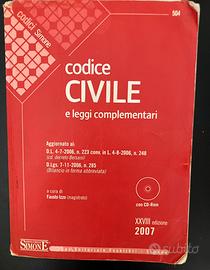 codici Simone
504
codice
CIVILE
e leggi complementari
Aggiornato a:
D.L. 4-7-2006, n. 223 conv. in L. 4-8-2006, n. 248
(cd. decreto Bersani)
D.Lgs. 2-11-2006, n. 285
(Bilancio in forma abbreviata)
a cura di
Fausto Izzo (magistrato)
con CD-Rom
XXVIII edizione
2007
SIMONE
subito